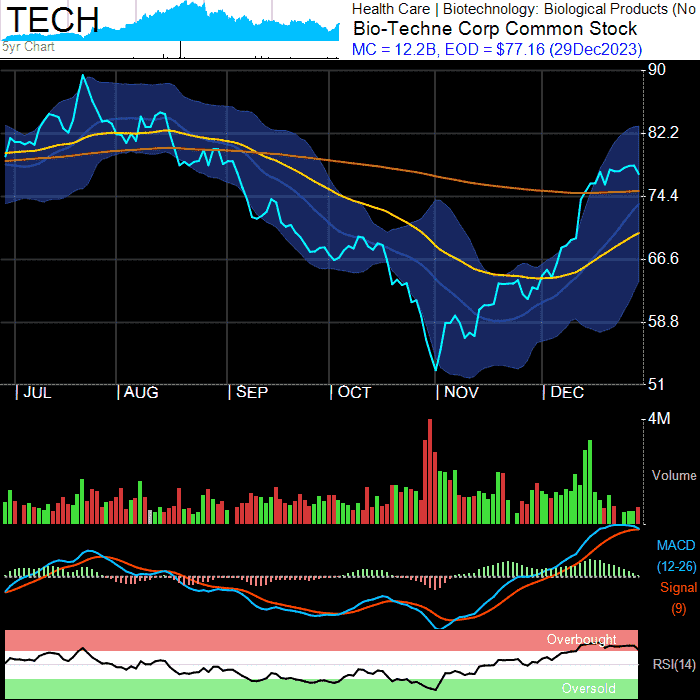 TECH
5yr Chart
Health Care | Biotechnology: Biological Products (No
Bio-Techne Corp Common Stock
MC = 12.2B, EOD = $77.16 (29Dec2023)
90
82.2
74.4
66.6
58.8
51
| JUL | AUG | SEP | OCT | NOV | DEC
4M
Volume
MACD
(12-26)
Signal
(9)
Overbought
RSI(14)
Oversold